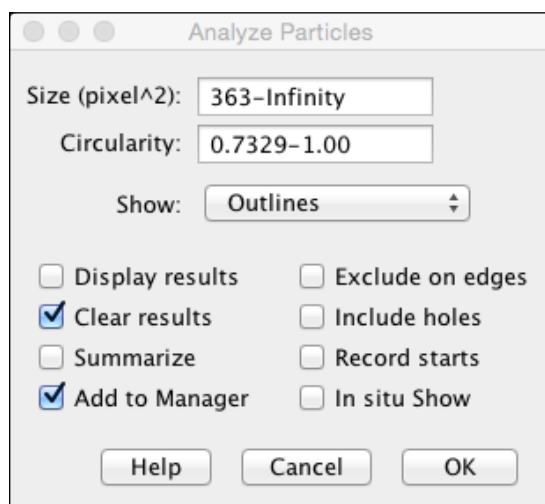 Analyze Particles
Size (pixel^2): 363-Infinity
Circularity: 0.7329-1.00
Show: Outlines
Display results Exclude on edges
Clear results Include holes
Summarize Record starts
Add to Manager In situ Show
Help Cancel OK